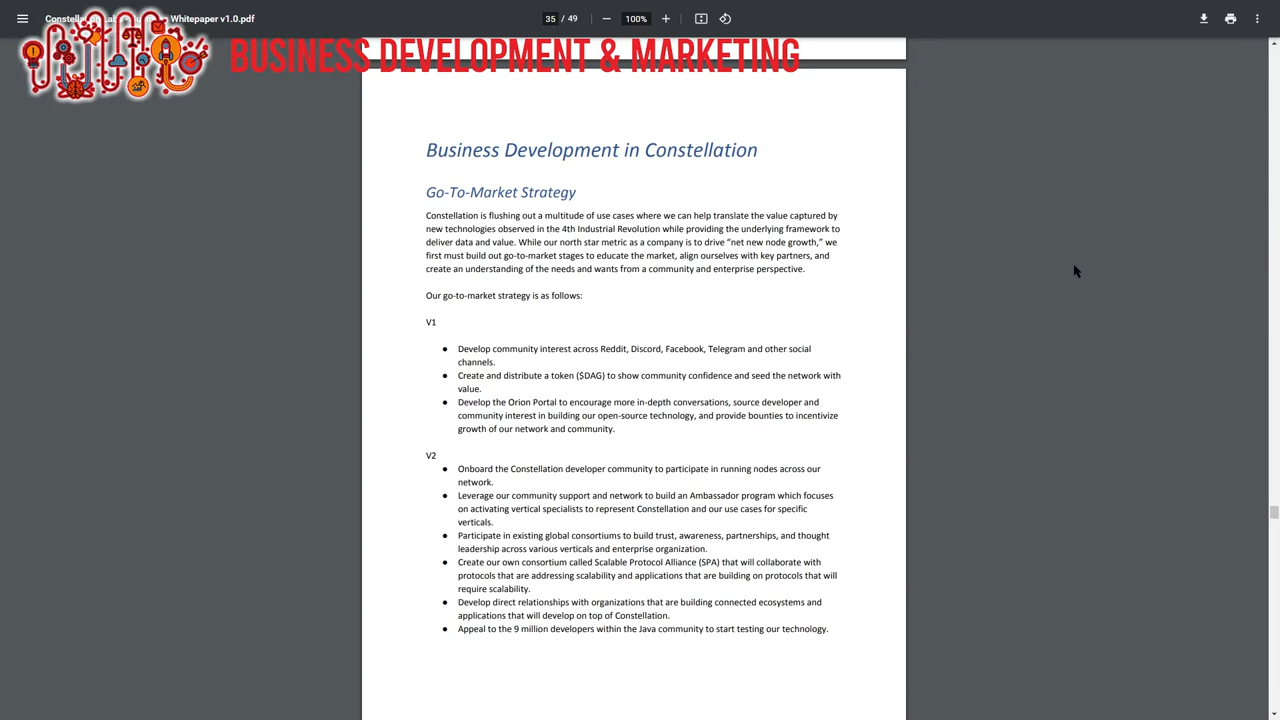 Constellation Labs
Whitepaper v1.0.pdf
35 / 49
100%
BUSINESS DEVELOPMENT & MARKETING
Business Development in Constellation
Go-To-Market Strategy
Constellation is flushing out a multitude of use cases where we can help translate the value captured by
new technologies observed in the 4th Industrial Revolution while providing the underlying framework to
deliver data and value. While our north star metric as a company is to drive “net new node growth,” we
first must build out go-to-market stages to educate the market, align ourselves with key partners, and
create an understanding of the needs and wants from a community and enterprise perspective.
Our go-to-market strategy is as follows:
V1
● Develop community interest across Reddit, Discord, Facebook, Telegram and other social
channels.
● Create and distribute a token ($DAG) to show community confidence and seed the network with
value.
● Develop the Orion Portal to encourage more in-depth conversations, source developer and
community interest in building our open-source technology, and provide bounties to incentivize
growth of our network and community.
V2
● Onboard the Constellation developer community to participate in running nodes across our
network.
● Leverage our community support and network to build an Ambassador program which focuses
on activating vertical specialists to represent Constellation and our use cases for specific
verticals.
● Participate in existing global consortiums to build trust, awareness, partnerships, and thought
leadership across various verticals and enterprise organization.
● Create our own consortium called Scalable Protocol Alliance (SPA) that will collaborate with
protocols that are addressing scalability and applications that are building on protocols that will
require scalability.
● Develop direct relationships with organizations that are building connected ecosystems and
applications that will develop on top of Constellation.
● Appeal to the 9 million developers within the Java community to start testing our technology.